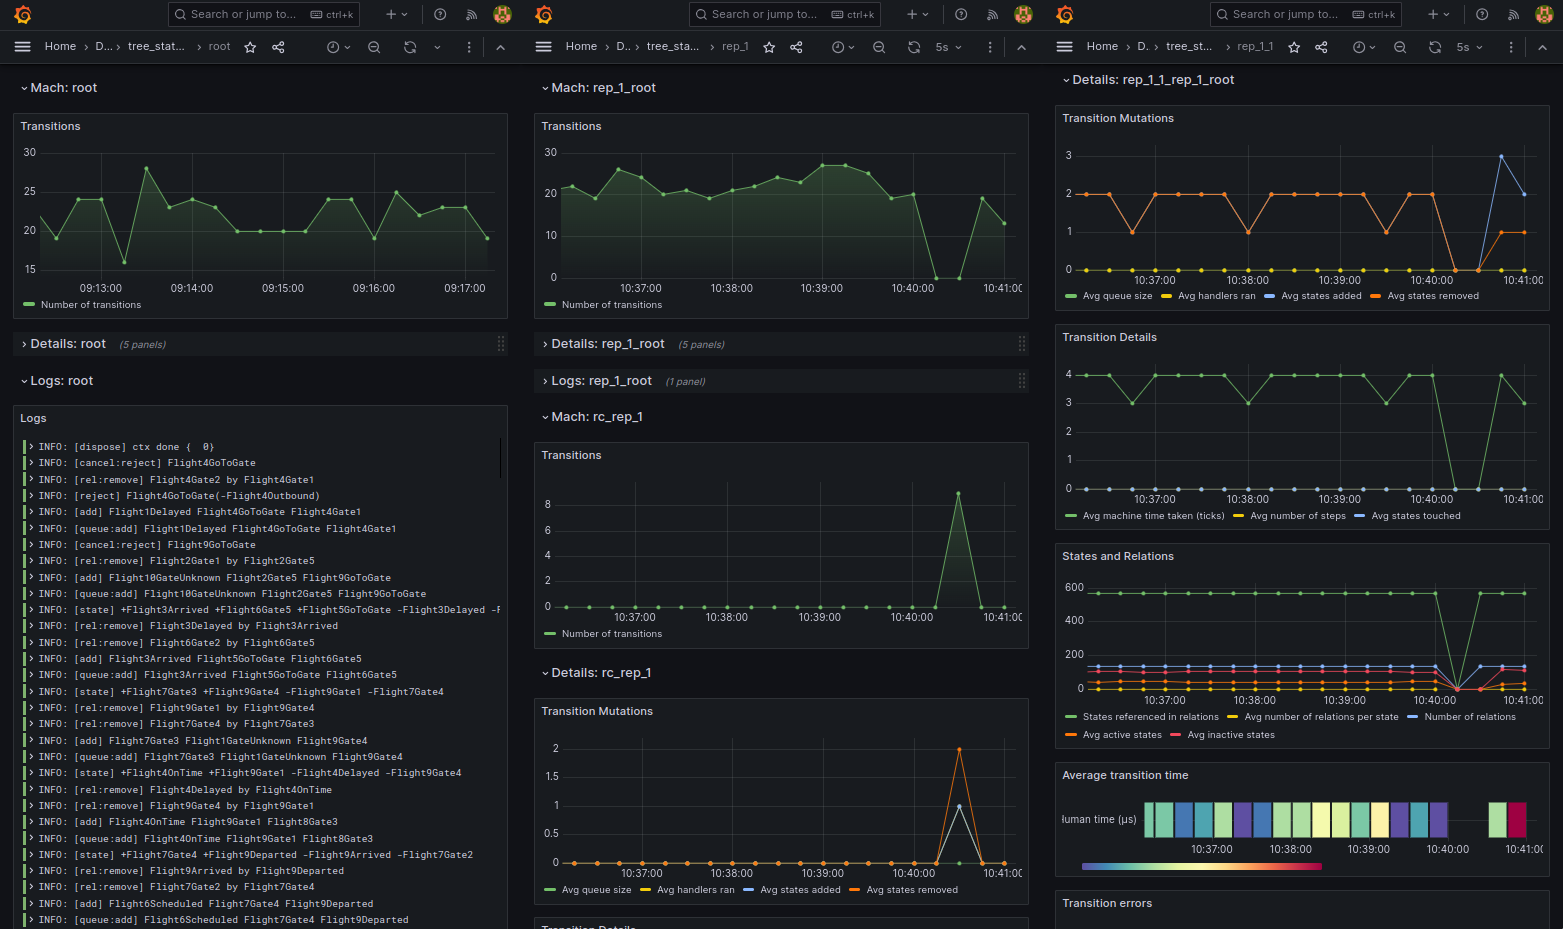 Search or jump to... ctrl+k
Home › D... › tree_stat... › root
Mach: root
Transitions
30
25
20
15
09:13:00 09:14:00 09:15:00 09:16:00 09:17:00
Number of transitions
Details: root (5 panels)
Logs: root
Logs
INFO: [dispose] ctx done { 0}
INFO: [cancel:reject] Flight4GoToGate
INFO: [rel:remove] Flight4Gate2 by Flight4Gate1
INFO: [reject] Flight4GoToGate(-Flight4Outbound)
INFO: [add] Flight1Delayed Flight4GoToGate Flight4Gate1
INFO: [queue:add] Flight1Delayed Flight4GoToGate Flight4Gate1
INFO: [cancel:reject] Flight9GoToGate
INFO: [rel:remove] Flight2Gate1 by Flight2Gate5
INFO: [add] Flight10GateUnknown Flight2Gate5 Flight9GoToGate
INFO: [queue:add] Flight10GateUnknown Flight2Gate5 Flight9GoToGate
INFO: [state] +Flight3Arrived +Flight6Gate5 +Flight5GoToGate -Flight3Delayed -F
INFO: [rel:remove] Flight3Delayed by Flight3Arrived
INFO: [rel:remove] Flight6Gate2 by Flight6Gate5
INFO: [add] Flight3Arrived Flight5GoToGate Flight6Gate5
INFO: [queue:add] Flight3Arrived Flight5GoToGate Flight6Gate5
INFO: [state] +Flight7Gate3 +Flight9Gate4 -Flight9Gate1 -Flight7Gate4
INFO: [rel:remove] Flight9Gate1 by Flight9Gate4
INFO: [rel:remove] Flight7Gate4 by Flight7Gate3
INFO: [add] Flight7Gate3 Flight1GateUnknown Flight9Gate4
INFO: [queue:add] Flight7Gate3 Flight1GateUnknown Flight9Gate4
INFO: [state] +Flight4OnTime +Flight9Gate1 -Flight4Delayed -Flight9Gate4
INFO: [rel:remove] Flight4Delayed by Flight4OnTime
INFO: [rel:remove] Flight9Gate4 by Flight9Gate1
INFO: [add] Flight4OnTime Flight9Gate1 Flight8Gate3
INFO: [queue:add] Flight4OnTime Flight9Gate1 Flight8Gate3
INFO: [state] +Flight7Gate4 +Flight9Departed -Flight9Arrived -Flight7Gate2
INFO: [rel:remove] Flight9Arrived by Flight9Departed
INFO: [rel:remove] Flight7Gate2 by Flight7Gate4
INFO: [add] Flight6Scheduled Flight7Gate4 Flight9Departed
INFO: [queue:add] Flight6Scheduled Flight7Gate4 Flight9Departed
Search or jump to... ctrl+k
Home › D.. › tree_sta... › rep_1 5s
Mach: rep_1_root
Transitions
30
20
10
0
10:37:00 10:38:00 10:39:00 10:40:00 10:41:00
Number of transitions
Details: rep_1_root (5 panels)
Logs: rep_1_root (1 panel)
Mach: rc_rep_1
Transitions
8
6
4
2
0
10:37:00 10:38:00 10:39:00 10:40:00 10:41:00
Number of transitions
Details: rc_rep_1
Transition Mutations
2
1.5
1
0.5
0
10:37:00 10:38:00 10:39:00 10:40:00 10:41:00
Avg queue size Avg handlers ran Avg states added Avg states removed
Transition Details
Search or jump to... ctrl+k
Home › D.. › tree_st... › rep_1_1 5s
Details: rep_1_1_rep_1_root
Transition Mutations
3
2
1
0
10:37:00 10:38:00 10:39:00 10:40:00 10:41:00
Avg queue size Avg handlers ran Avg states added Avg states removed
Transition Details
4
3
2
1
0
10:37:00 10:38:00 10:39:00 10:40:00 10:41:00
Avg machine time taken (ticks) Avg number of steps Avg states touched
States and Relations
600
400
200
0
10:37:00 10:38:00 10:39:00 10:40:00 10:41:00
States referenced in relations Avg number of relations per state Number of relations
Avg active states Avg inactive states
Average transition time
Human time (µs)
10:37:00 10:38:00 10:39:00 10:40:00 10:41:00
Transition errors